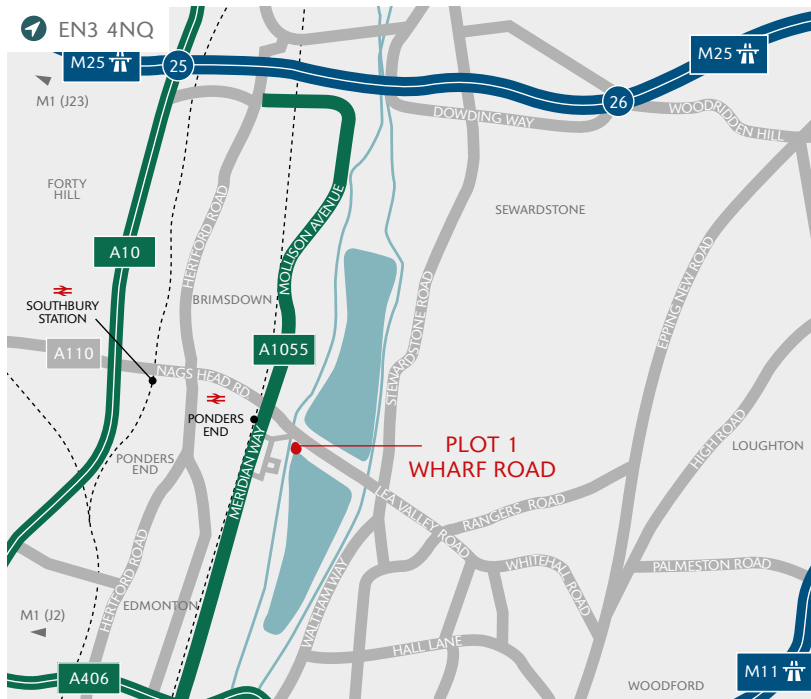 EN3 4NQ
M25
25
M25
26
M1 (J23)
DOWDING WAY
WOODRIDDEN HILL
FORTY
HILL
HERTFORD ROAD
MOLLISON AVENUE
SEWARDSTONE
A10
SOUTHBURY
STATION
BRIMSDOWN
STEWARDSTONE ROAD
EPPING NEW ROAD
A110
NAGS HEAD RD
A1055
PONDERS
END
PLOT 1
WHARF ROAD
HIGH ROAD
LOUGHTON
PONDERS
END
MERIDIAN WAY
LEA VALLEY ROAD
RANGERS ROAD
HERTFORD ROAD
WALTHAM WAY
WHITEHALL ROAD
PALMESTON ROAD
M1 (J2)
EDMONTON
HALL LANE
A406
WOODFORD
M11